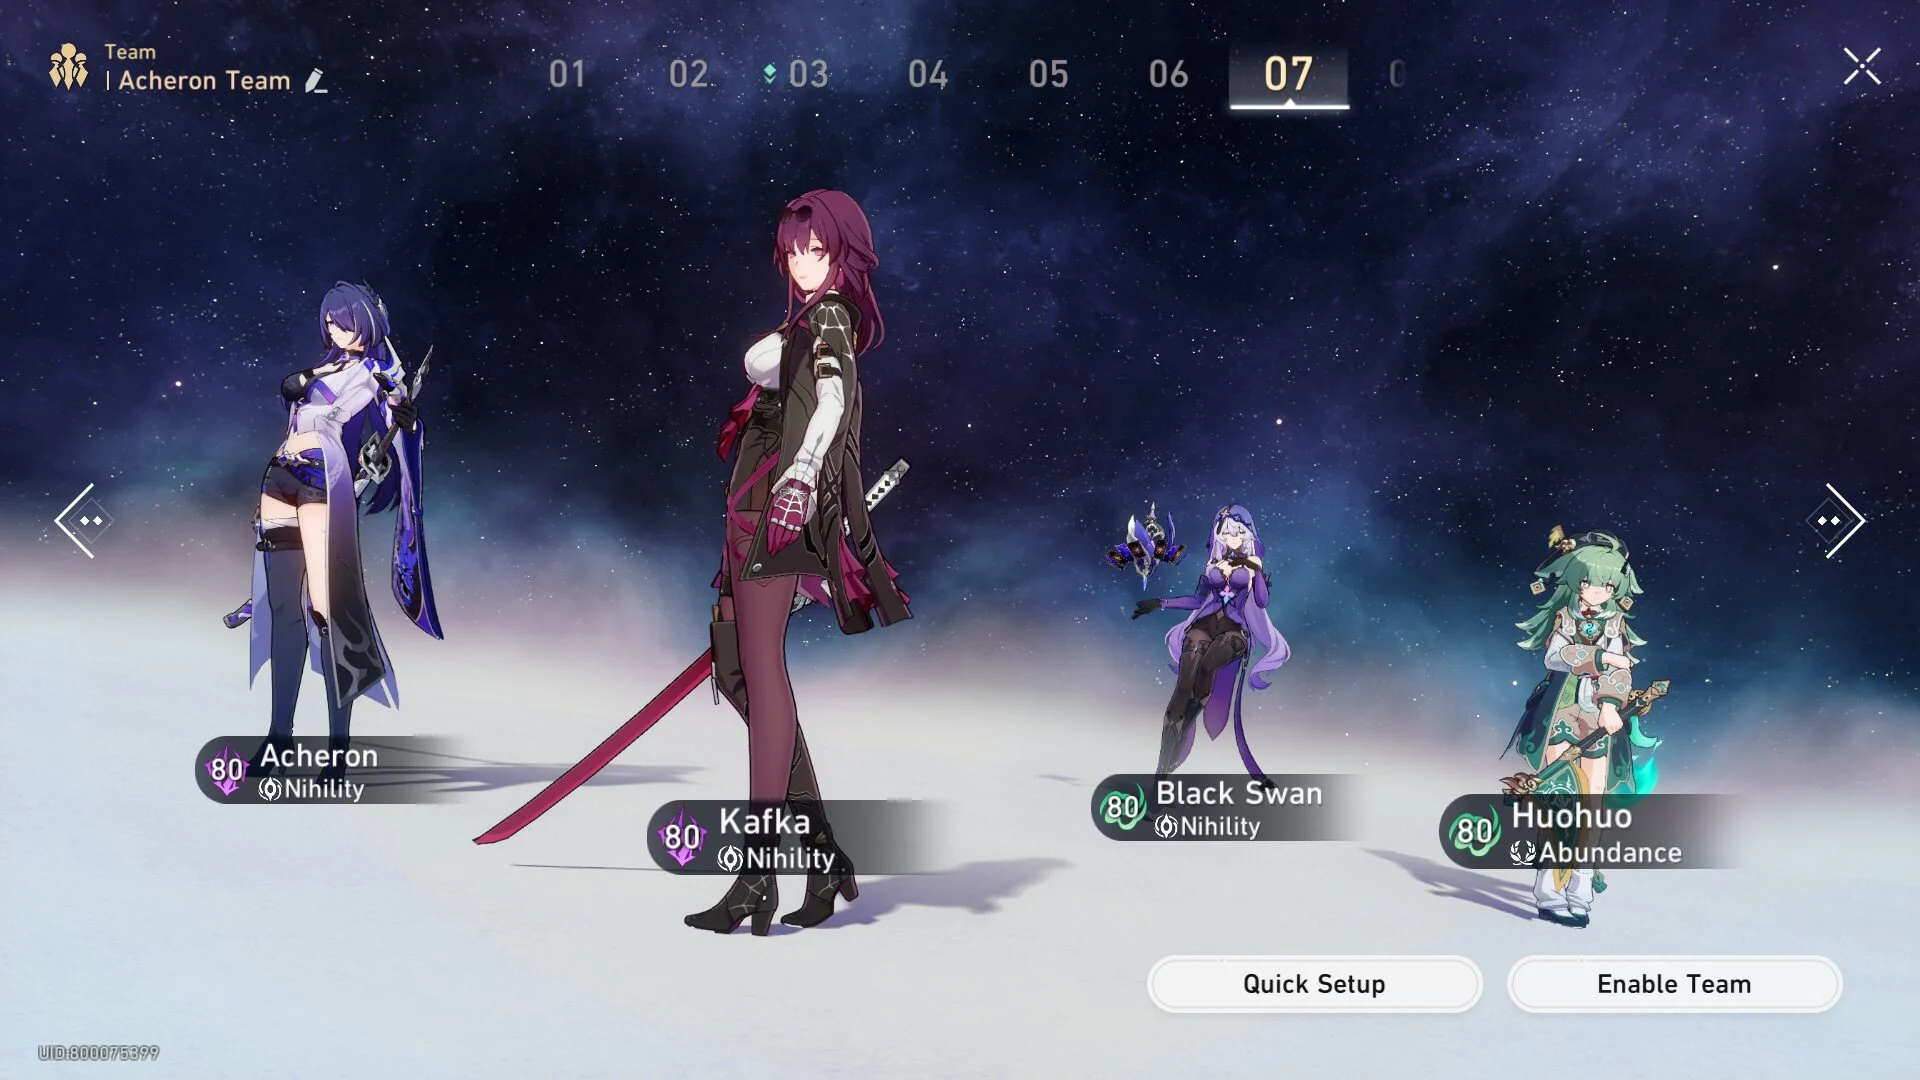 Team
Acheron Team
01
02
03
04
05
06
07
80
Acheron
Nihility
80
Kafka
Nihility
80
Black Swan
Nihility
80
Huohuo
Abundance
Quick Setup
Enable Team
UID:800075399